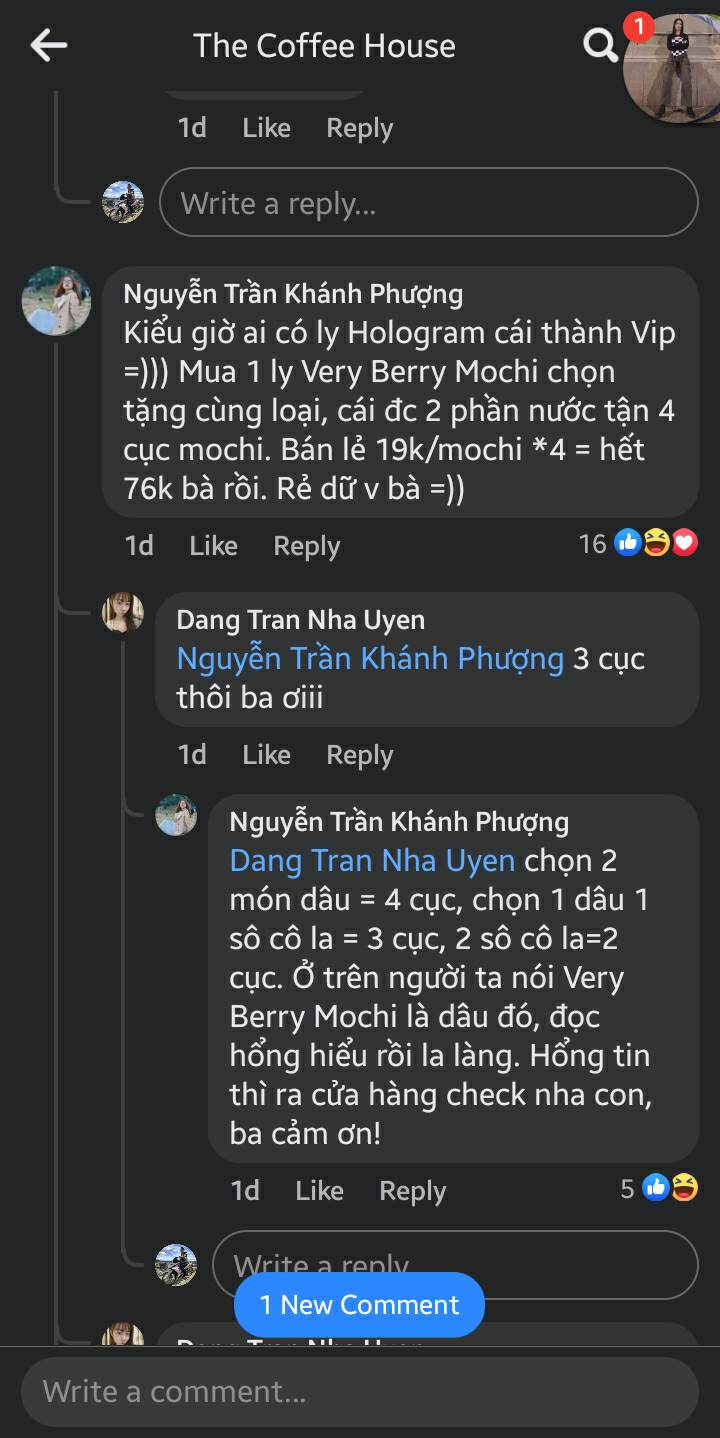 The Coffee House
1
1d Like Reply
Write a reply...
Nguyễn Trần Khánh Phượng
Kiểu giờ ai có ly Hologram cái thành Vip
=))) Mua 1 ly Very Berry Mochi chọn
tặng cùng loại, cái đc 2 phần nước tận 4
cục mochi. Bán lẻ 19k/mochi *4 = hết
76k bà rồi. Rẻ dữ v bà =))
1d Like Reply 16
Dang Tran Nha Uyen
Nguyễn Trần Khánh Phượng 3 cục
thôi ba ơiii
1d Like Reply
Nguyễn Trần Khánh Phượng
Dang Tran Nha Uyen chọn 2
món dâu = 4 cục, chọn 1 dâu 1
sô cô la = 3 cục, 2 sô cô la=2
cục. Ở trên người ta nói Very
Berry Mochi là dâu đó, đọc
hổng hiểu rồi la làng. Hổng tin
thì ra cửa hàng check nha con,
ba cảm ơn!
1d Like Reply 5
Write a reply
1 New Comment
Dang Tran Nha Uyen
Write a comment...